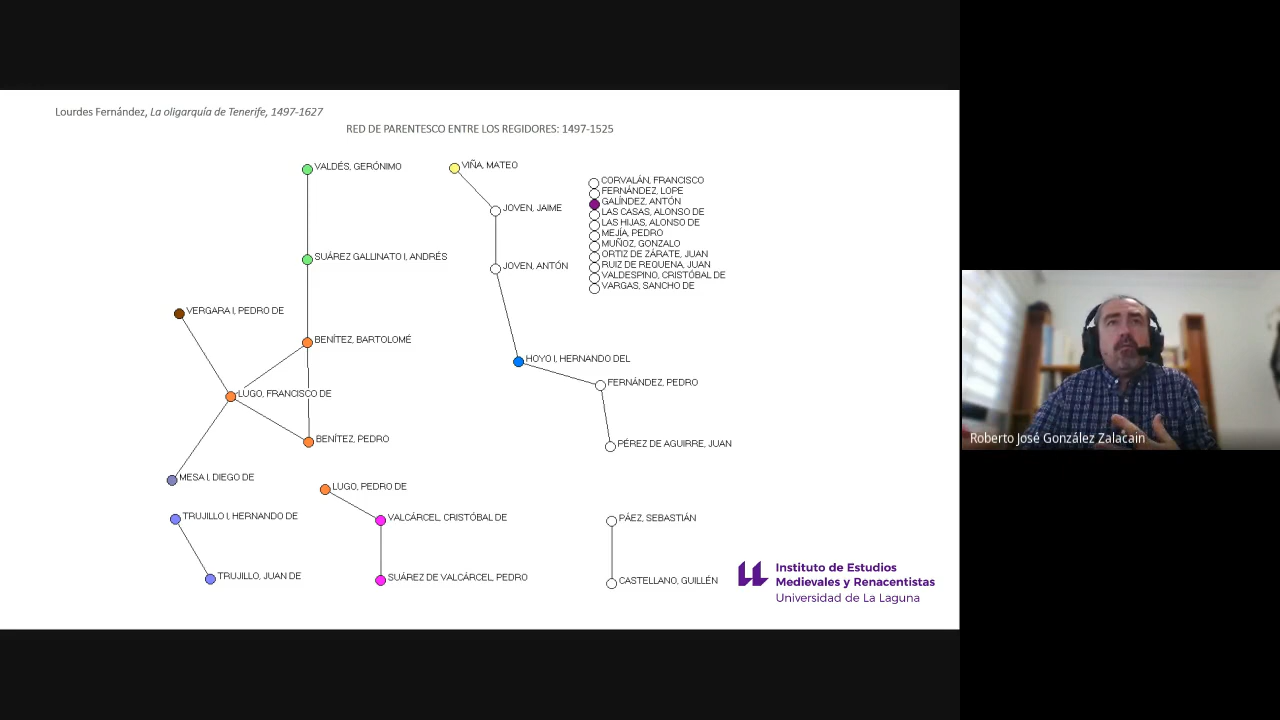 Lourdes Fernández, La oligarquía de Tenerife, 1497-1627
RED DE PARENTESCO ENTRE LOS REGIDORES: 1497-1525
VALDÉS, GERÓNIMO
SUÁREZ GALLINATO I, ANDRÉS
VERGARA I, PEDRO DE
BENÍTEZ, BARTOLOMÉ
LUGO, FRANCISCO DE
BENÍTEZ, PEDRO
MESA I, DIEGO DE
TRUJILLO I, HERNANDO DE
TRUJILLO, JUAN DE
LUGO, PEDRO DE
VALCÁRCEL, CRISTÓBAL DE
SUÁREZ DE VALCÁRCEL, PEDRO
VIÑA, MATEO
JOVEN, JAIME
JOVEN, ANTÓN
HOYO I, HERNANDO DEL
FERNÁNDEZ, PEDRO
PÉREZ DE AGUIRRE, JUAN
CORVALÁN, FRANCISCO
FERNÁNDEZ, LOPE
GALÍNDEZ, ANTÓN
LAS CASAS, ALONSO DE
LAS HIJAS, ALONSO DE
MEJÍA, PEDRO
MUÑOZ, GONZALO
ORTIZ DE ZÁRATE, JUAN
RUIZ DE REQUENA, JUAN
VALDESPINO, CRISTÓBAL DE
VARGAS, SANCHO DE
PÁEZ, SEBASTIÁN
CASTELLANO, GUILLÉN
Instituto de Estudios
Medievales y Renacentistas
Universidad de La Laguna
Roberto José González Zalacain